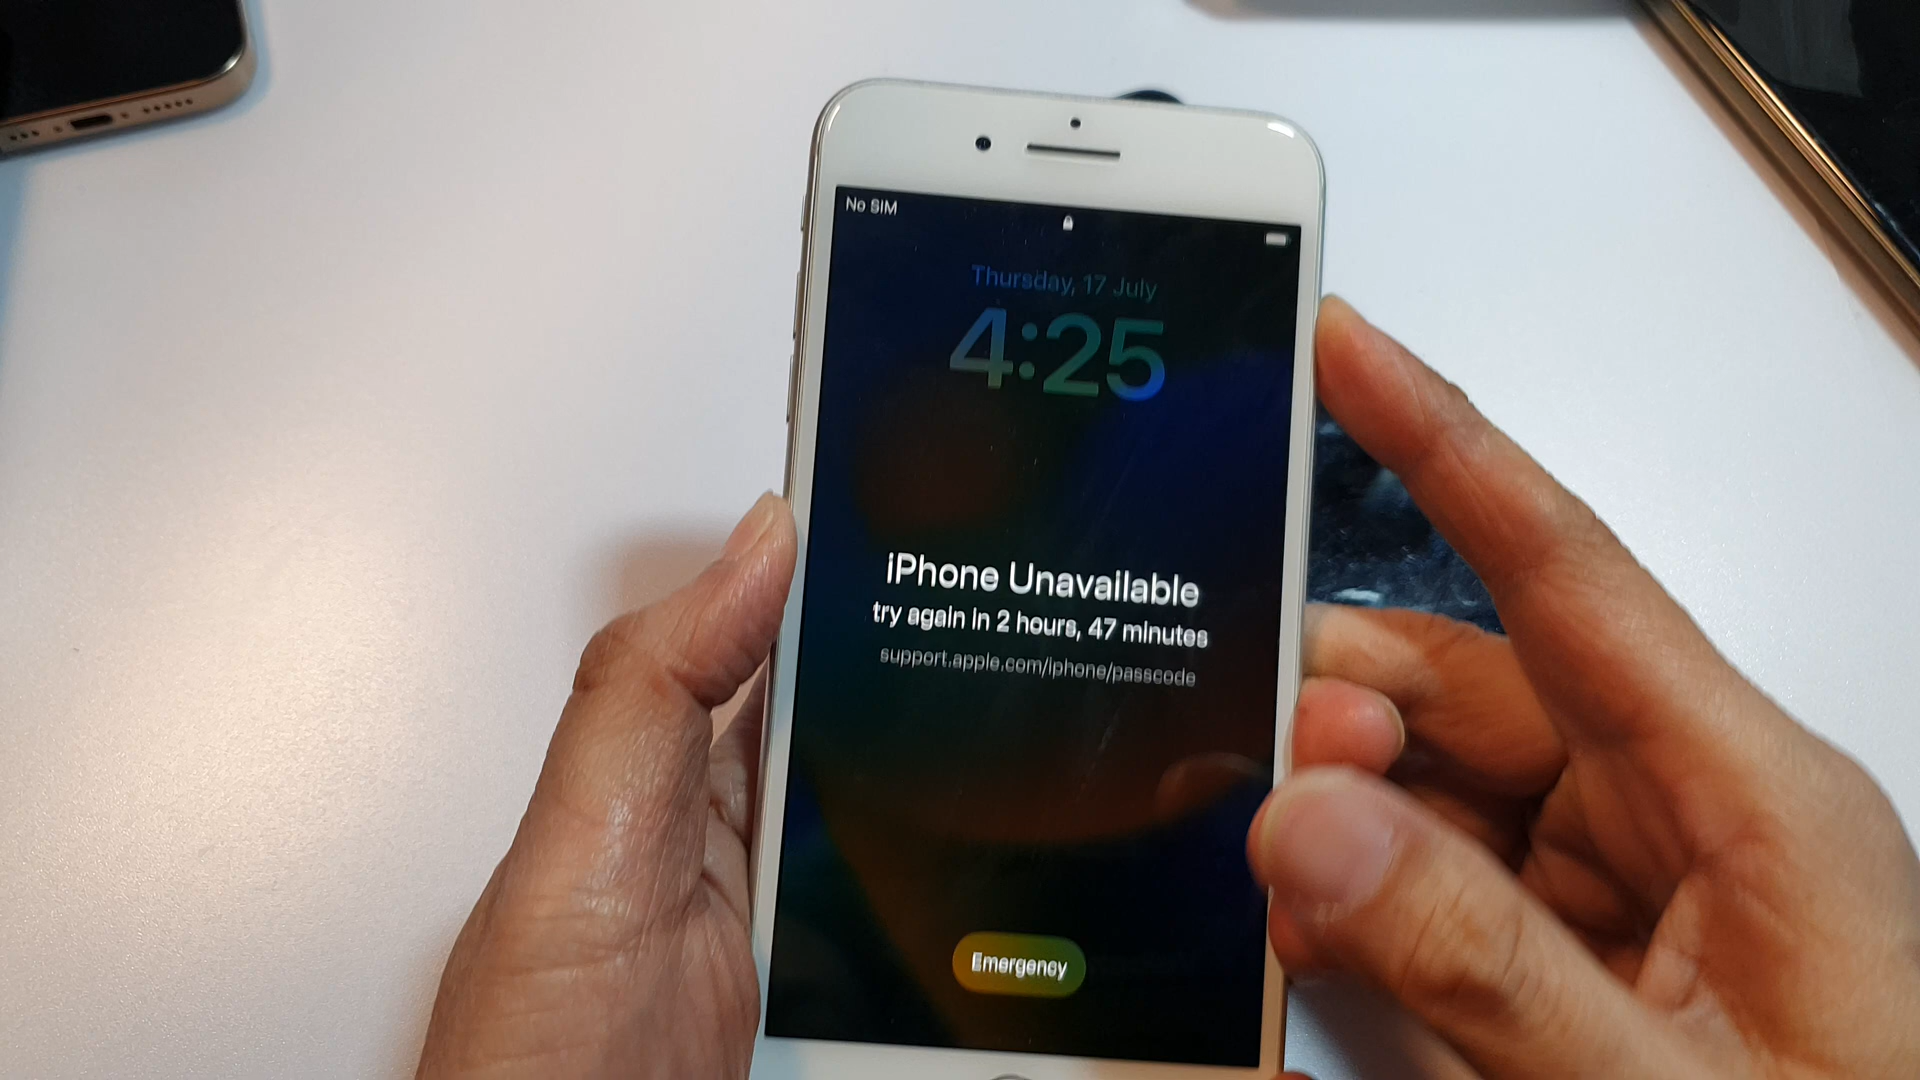 No SIM
Thursday, 17 July
4:25
iPhone Unavailable
try again in 2 hours, 47 minutes
support.apple.com/iphone/passcode
Emergency